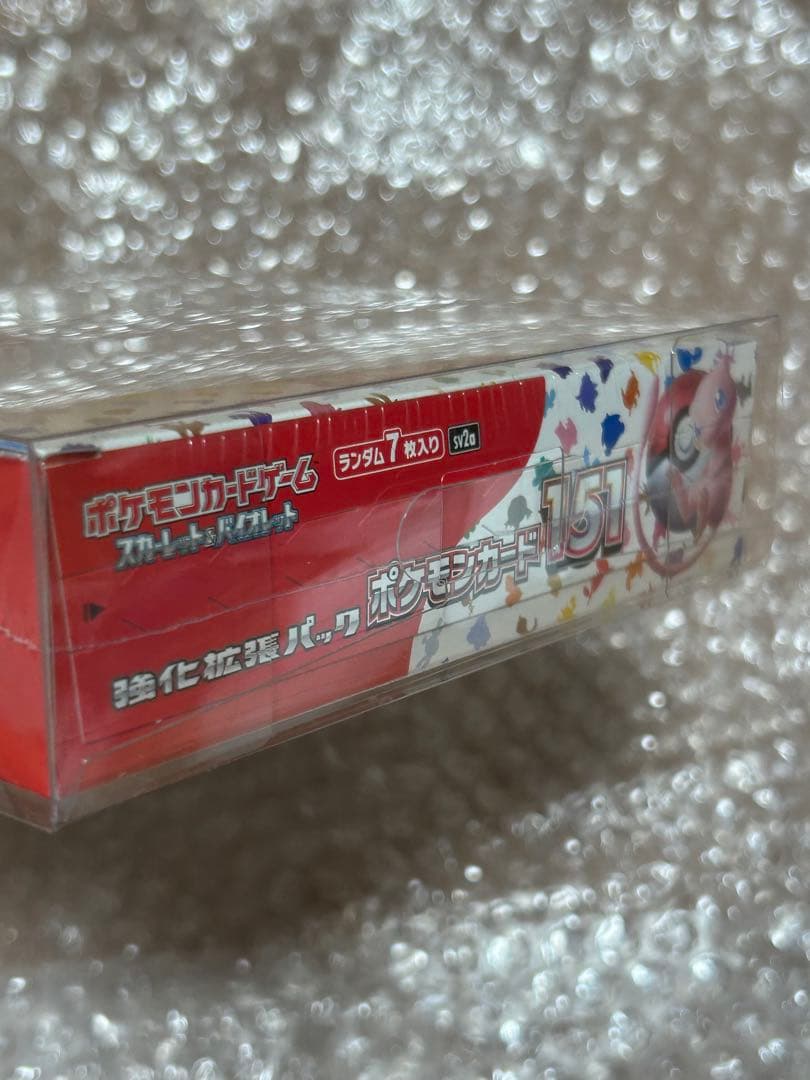 ポケモンカードゲーム
スカーレット&バイオレット
ランダム7枚入り
sv2a
強化拡張パック
ポケモンカード151